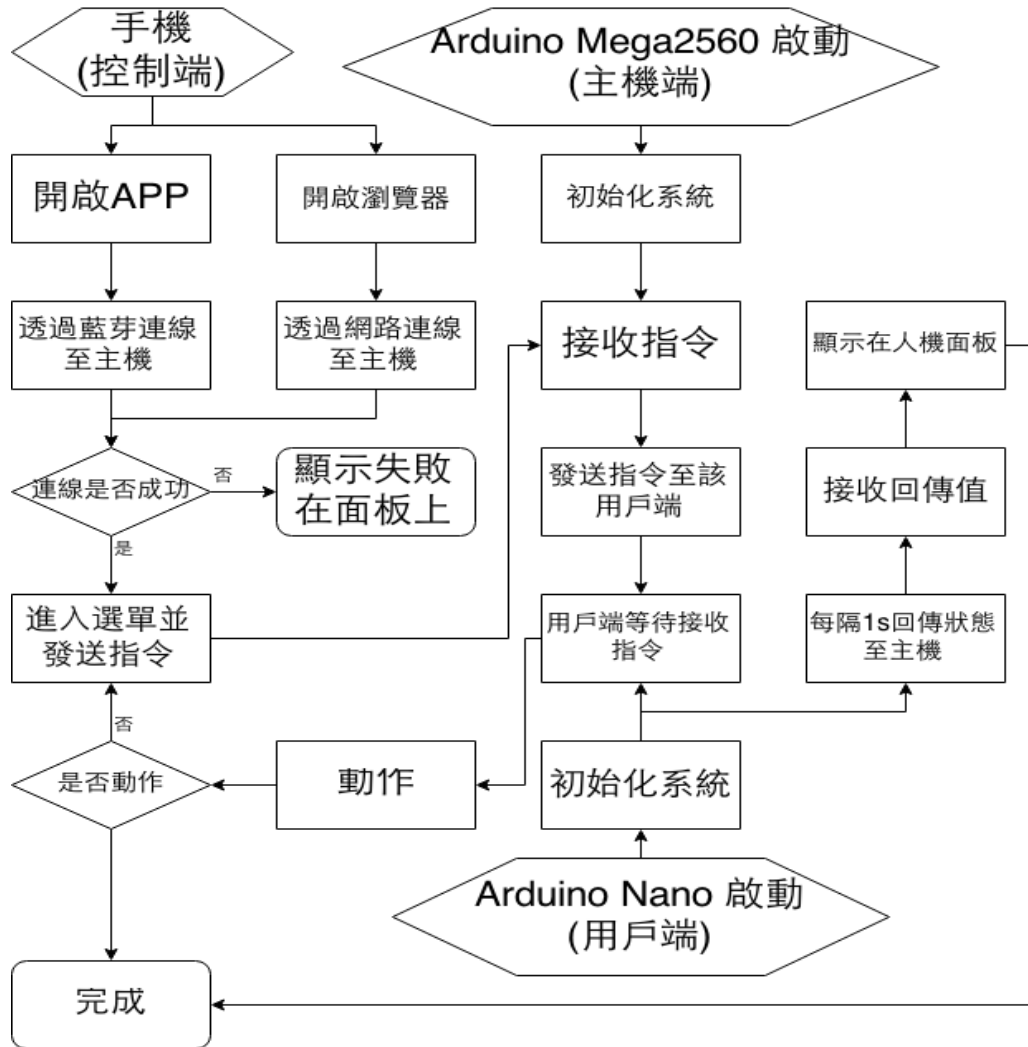 手機
(控制端)
Arduino Mega2560 啟動
(主機端)
開啟APP
開啟瀏覽器
初始化系統
透過藍芽連線
至主機
透過網路連線
至主機
接收指令
顯示在人機面板
連線是否成功
否
顯示失敗
在面板上
發送指令至該
用戶端
接收回傳值
是
進入選單並
發送指令
用戶端等待接收
指令
每隔1s回傳狀態
至主機
否
是否動作
動作
初始化系統
Arduino Nano 啟動
(用戶端)
完成